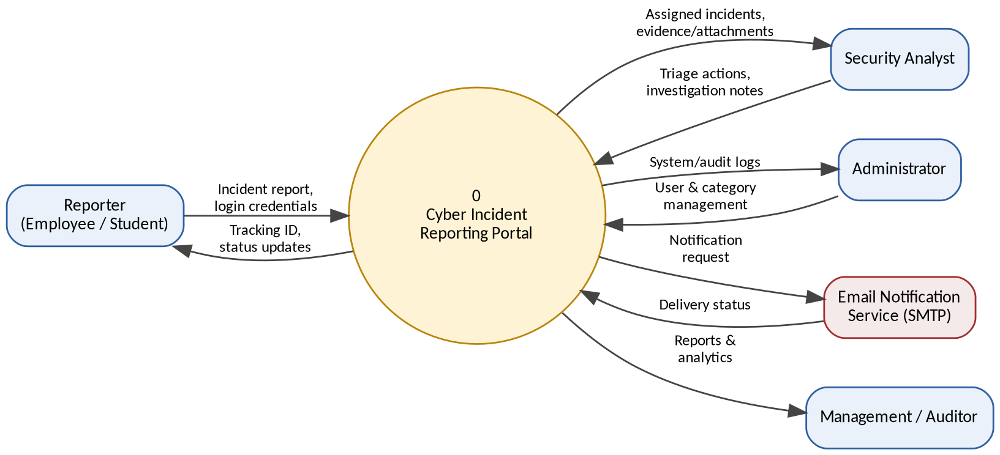 Reporter
(Employee / Student)
Incident report,
login credentials
Tracking ID,
status updates
0
Cyber Incident
Reporting Portal
Assigned incidents,
evidence/attachments
Triage actions,
investigation notes
System/audit logs
User & category
management
Notification
request
Delivery status
Reports &
analytics
Security Analyst
Administrator
Email Notification
Service (SMTP)
Management / Auditor